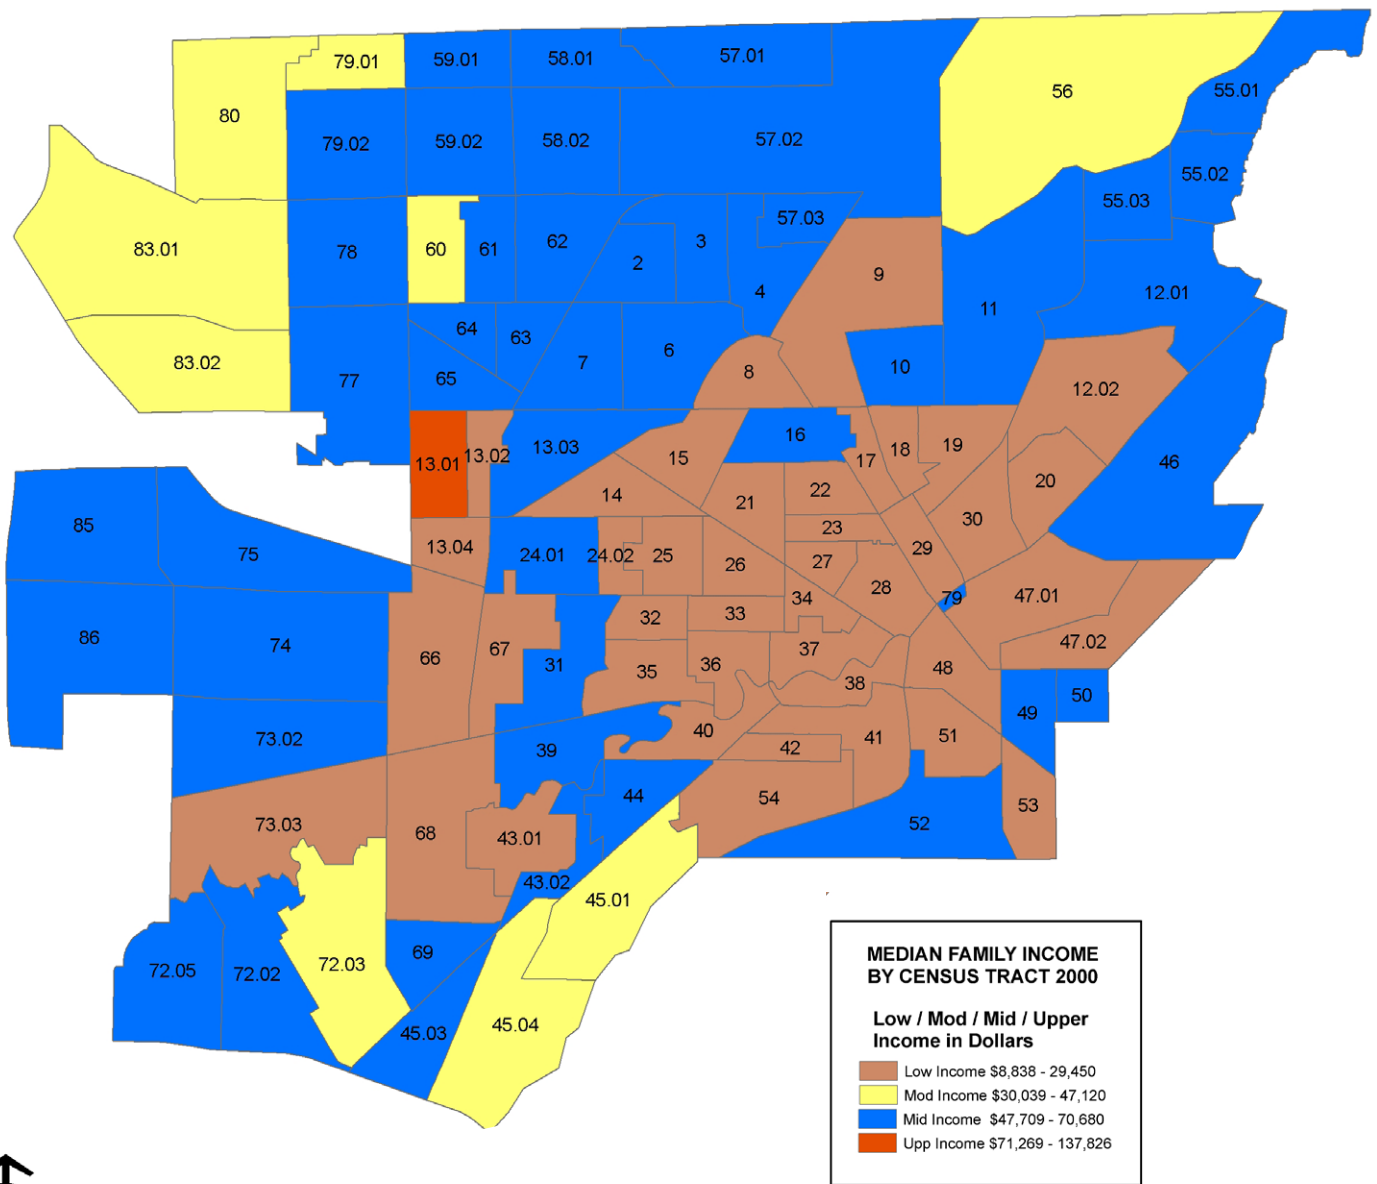 79.01 59.01 58.01 57.01
80 56 55.01
79.02 59.02 58.02 57.02
55.02
55.03
57.03
83.01 78 60 61 62 2 3
9
4 11 12.01
64 63
83.02 77 65 7 6 8 10
12.02
13.01 13.02 13.03 15 16 17 18 19
46
14 21 22 20
85 23 30
75 13.04 24.01 24.02 25 26 27 29
28
34 79 47.01
86 74 66 67 32 33
31 35 36 37 48 47.02
38
73.02 39 40 42 41 51 49 50
44 54 53
73.03 68 43.01 52
43.02
45.01
72.05 72.02 72.03 69
45.03 45.04
MEDIAN FAMILY INCOME
BY CENSUS TRACT 2000
Low / Mod / Mid / Upper
Income in Dollars
Low Income $8,838 - 29,450
Mod Income $30,039 - 47,120
Mid Income $47,709 - 70,680
Upp Income $71,269 - 137,826